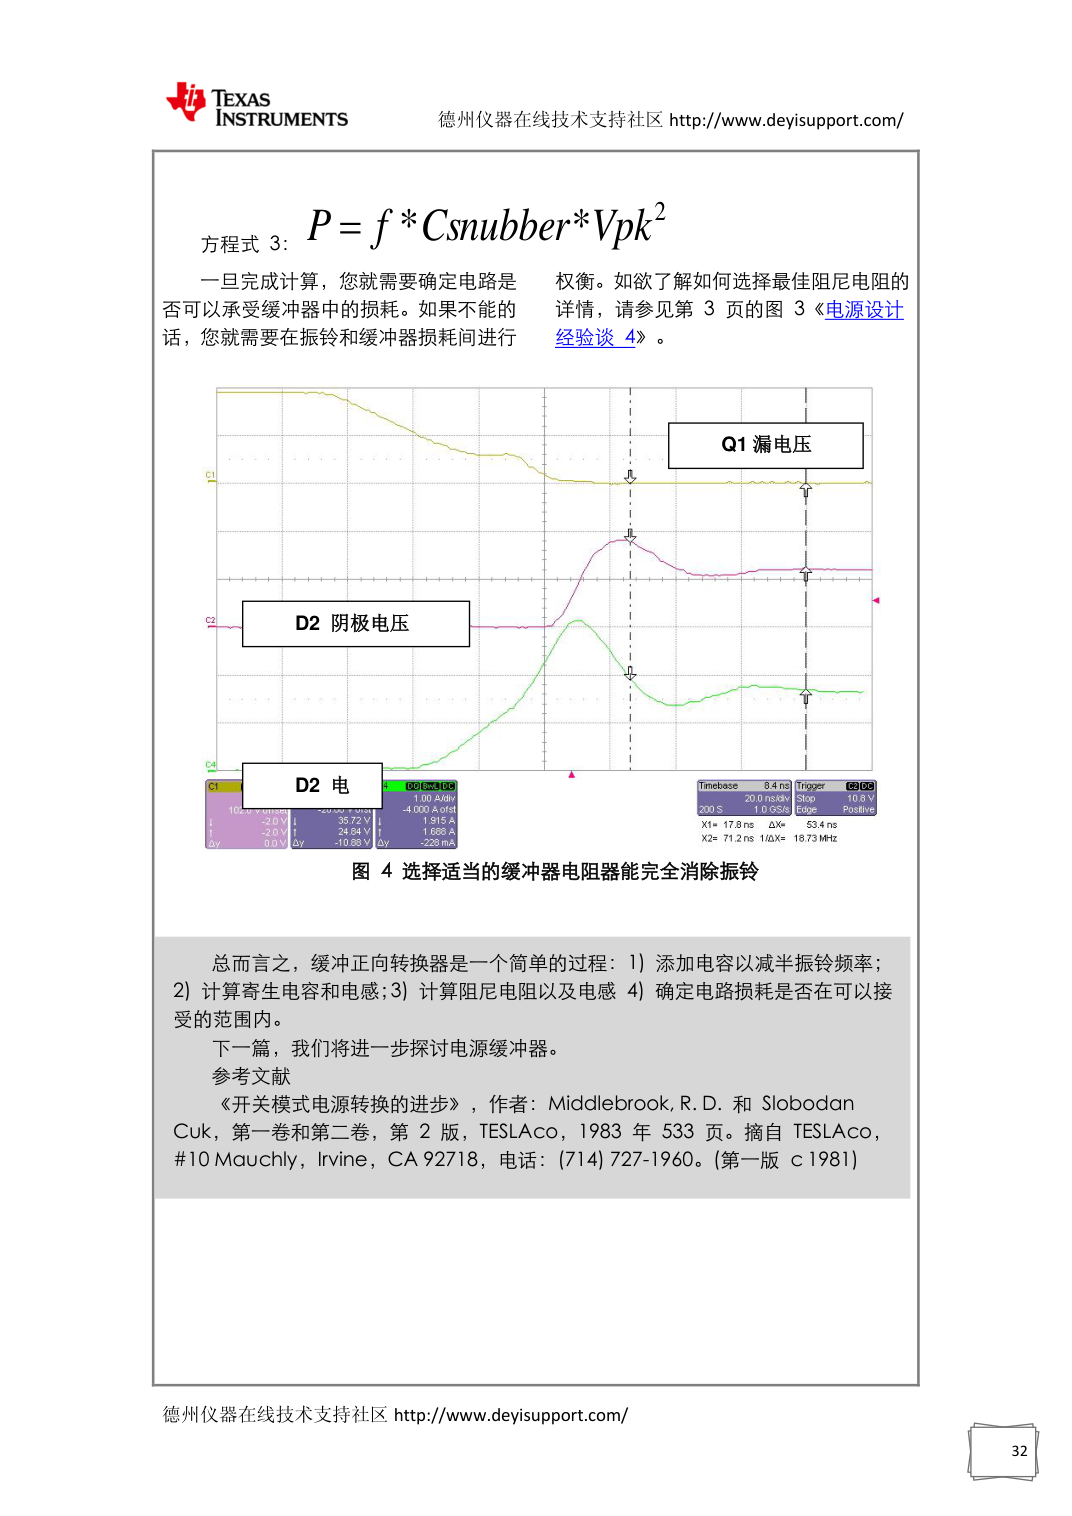 TEXAS
INSTRUMENTS
德州仪器在线技术支持社区 http://www.deyisupport.com/
方程式 3: P = f * Csnubber * Vpk²
一旦完成计算，您就需要确定电路是
否可以承受缓冲器中的损耗。如果不能的
话，您就需要在振铃和缓冲器损耗间进行
权衡。如欲了解如何选择最佳阻尼电阻的
详情，请参见第 3 页的图 3《电源设计
经验谈 4》。
Q1 漏电压
C1
D2 阴极电压
C2
C4
D2 电
C1
4 DO BwL DC
1.00 A/div
-4.000 A ofst
-2.0 V ↓ 35.72 V ↓ 1.915 A
-2.0 V ↑ 24.84 V ↑ 1.686 A
Δy 0.0 V Δy -10.88 V Δy -228 mA
Timebase 8.4 ns Trigger C2 DC
20.0 ns/div Stop 10.8 V
200 S 1.0 GS/s Edge Positive
X1= 17.8 ns ΔX= 53.4 ns
X2= 71.2 ns 1/ΔX= 18.73 MHz
图 4 选择适当的缓冲器电阻器能完全消除振铃
总而言之，缓冲正向转换器是一个简单的过程：1) 添加电容以减半振铃频率；
2) 计算寄生电容和电感；3) 计算阻尼电阻以及电感 4) 确定电路损耗是否在可以接
受的范围内。
下一篇，我们将进一步探讨电源缓冲器。
参考文献
《开关模式电源转换的进步》，作者：Middlebrook, R. D. 和 Slobodan
Cuk，第一卷和第二卷，第 2 版，TESLAco，1983 年 533 页。摘自 TESLAco，
#10 Mauchly，Irvine，CA 92718，电话：(714) 727-1960。(第一版 c 1981)
德州仪器在线技术支持社区 http://www.deyisupport.com/
32